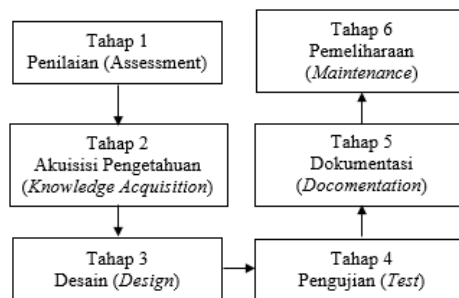 Tahap 1
Penilaian (Assessment)
Tahap 2
Akuisisi Pengetahuan
(Knowledge Acquisition)
Tahap 3
Desain (Design)
Tahap 4
Pengujian (Test)
Tahap 5
Dokumentasi
(Docomentation)
Tahap 6
Pemeliharaan
(Maintenance)